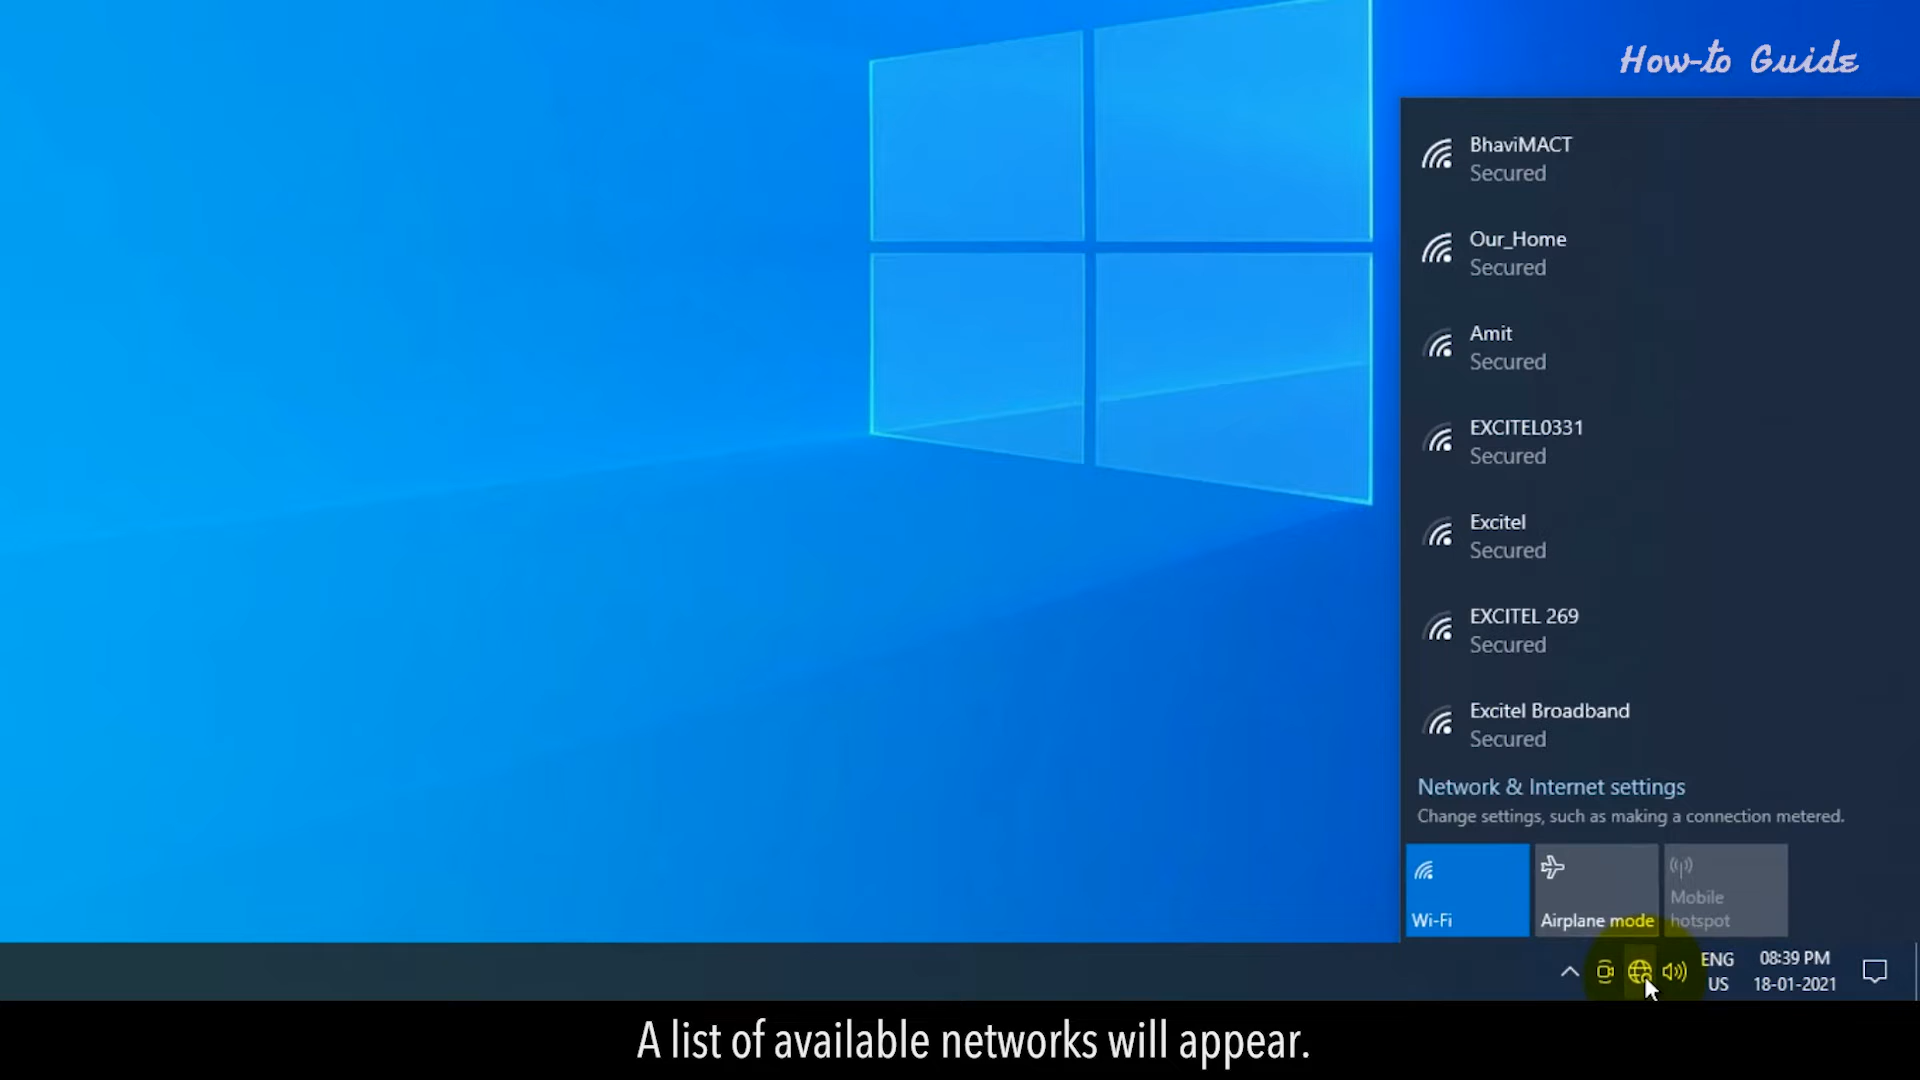 How-to Guide
BhaviMACT
Secured
Our_Home
Secured
Amit
Secured
EXCITEL0331
Secured
Excitel
Secured
EXCITEL 269
Secured
Excitel Broadband
Secured
Network & Internet settings
Change settings, such as making a connection metered.
Wi-Fi
Airplane mode
Mobile
hotspot
ENG
US
08:39 PM
18-01-2021
A list of available networks will appear.